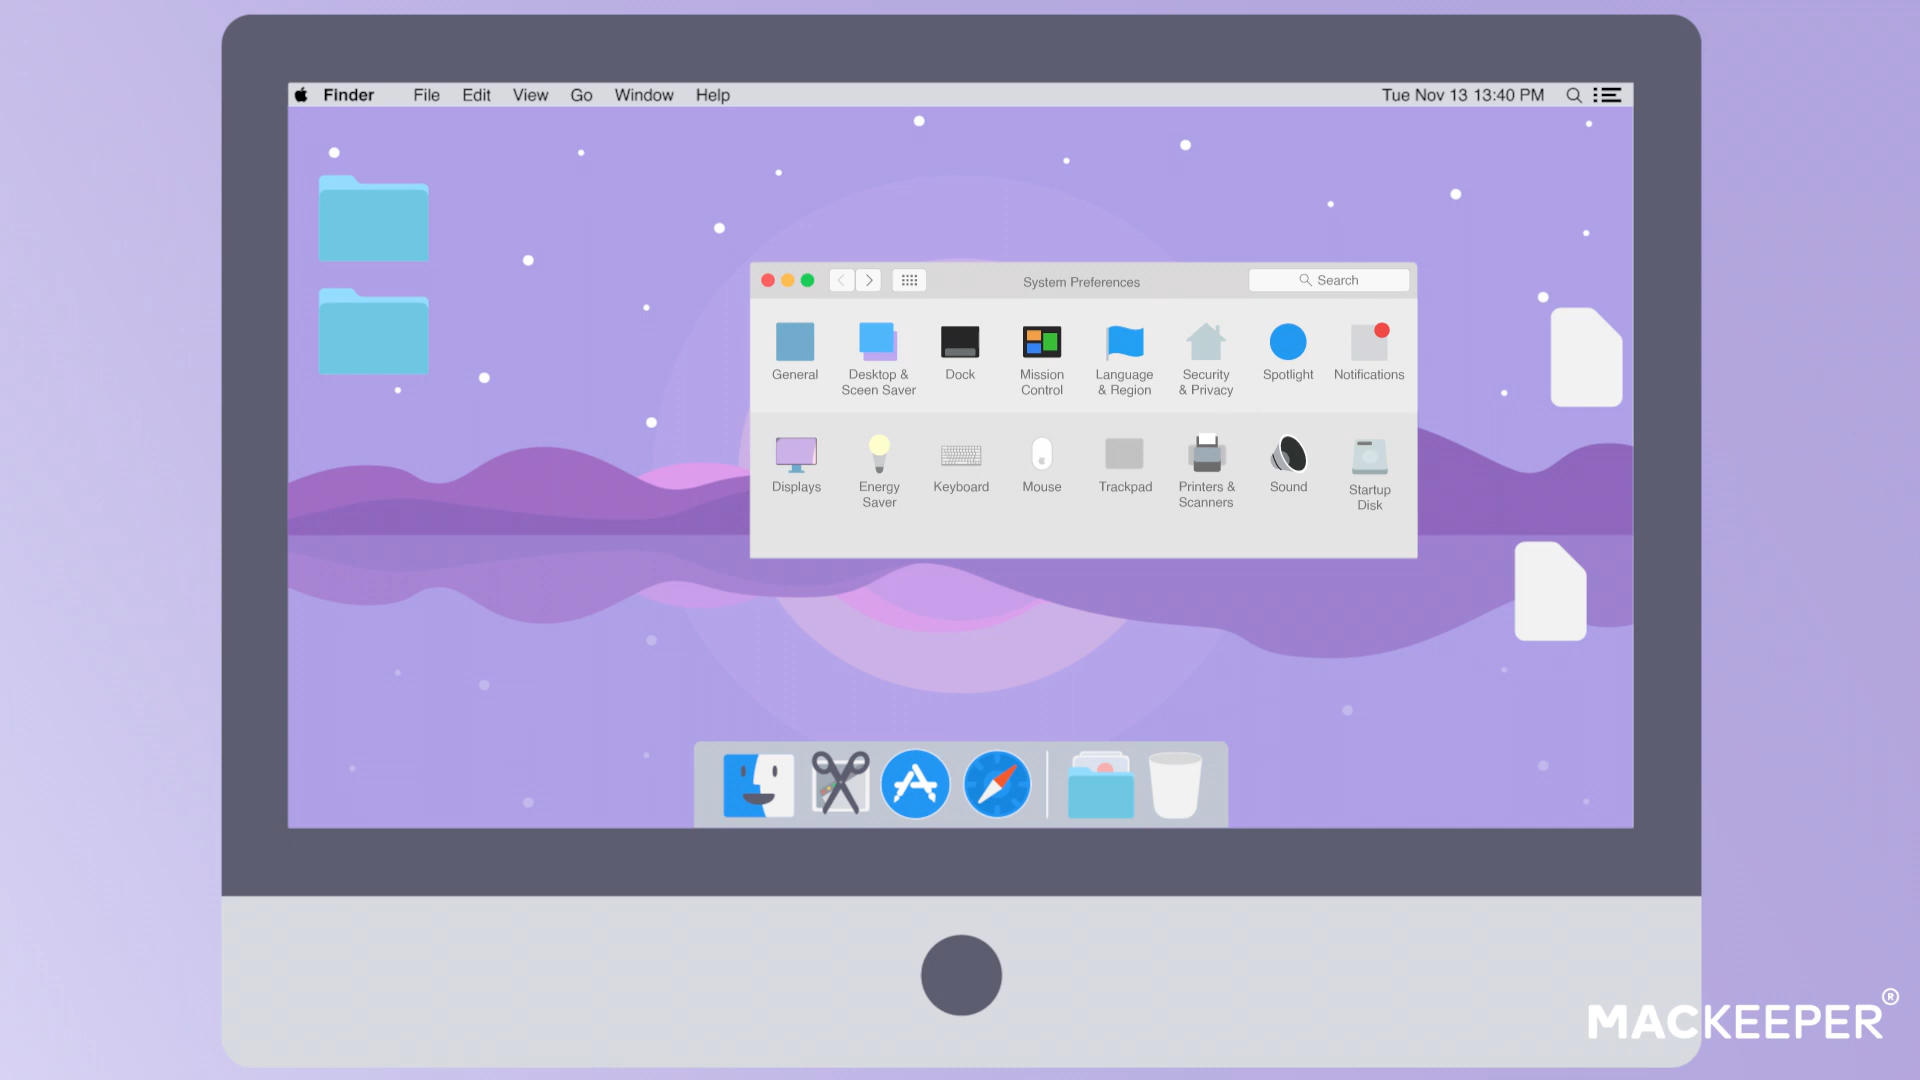 Finder File Edit View Go Window Help Tue Nov 13 13:40 PM
System Preferences Search
General Desktop & Dock Mission Language Security Spotlight Notifications
Sceen Saver Control & Region & Privacy
Displays Energy Keyboard Mouse Trackpad Printers & Sound Startup
Saver Scanners Disk
MACKEEPER®